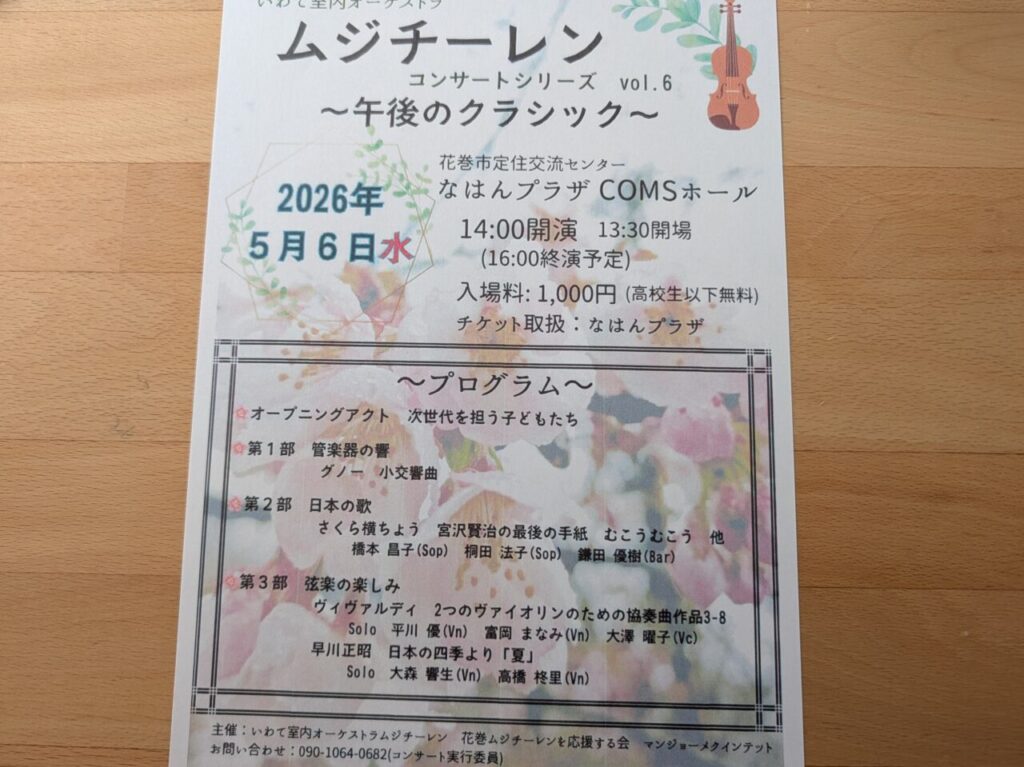 いわて室内オーケストラ
ムジチーレン
コンサートシリーズ vol.6
～午後のクラシック～
花巻市定住交流センター
なはんプラザ COMSホール
2026年
5月6日水
14:00開演 13:30開場
(16:00終演予定)
入場料: 1,000円 (高校生以下無料)
チケット取扱：なはんプラザ
～プログラム～
オープニングアクト 次世代を担う子どもたち
第1部 管楽器の響
グノー 小交響曲
第2部 日本の歌
さくら横ちょう 宮沢賢治の最後の手紙 むこうむこう 他
橋本 昌子(Sop) 桐田 法子(Sop) 鎌田 優樹(Bar)
第3部 弦楽の楽しみ
ヴィヴァルディ 2つのヴァイオリンのための協奏曲作品3-8
Solo 平川 優(Vn) 富岡 まなみ(Vn) 大澤 曜子(Vc)
早川正昭 日本の四季より「夏」
Solo 大森 響生(Vn) 高橋 柊里(Vn)
主催：いわて室内オーケストラムジチーレン 花巻ムジチーレンを応援する会 マンジョーメクインテット
お問い合わせ：090-1064-0682(コンサート実行委員)